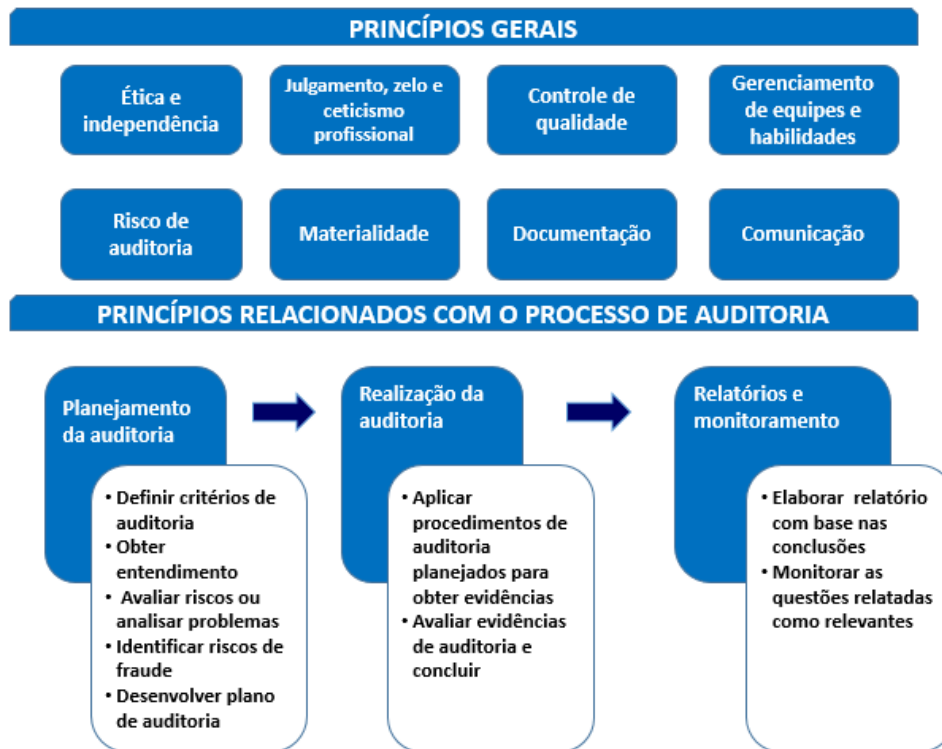 PRINCÍPIOS GERAIS
Ética e
independência
Julgamento, zelo e
ceticismo
profissional
Controle de
qualidade
Gerenciamento
de equipes e
habilidades
Risco de
auditoria
Materialidade
Documentação
Comunicação
PRINCÍPIOS RELACIONADOS COM O PROCESSO DE AUDITORIA
Planejamento
da auditoria
• Definir critérios de
auditoria
• Obter
entendimento
• Avaliar riscos ou
analisar problemas
• Identificar riscos de
fraude
• Desenvolver plano
de auditoria
Realização da
auditoria
• Aplicar
procedimentos de
auditoria
planejados para
obter evidências
• Avaliar evidências
de auditoria e
concluir
Relatórios e
monitoramento
• Elaborar relatório
com base nas
conclusões
• Monitorar as
questões relatadas
como relevantes